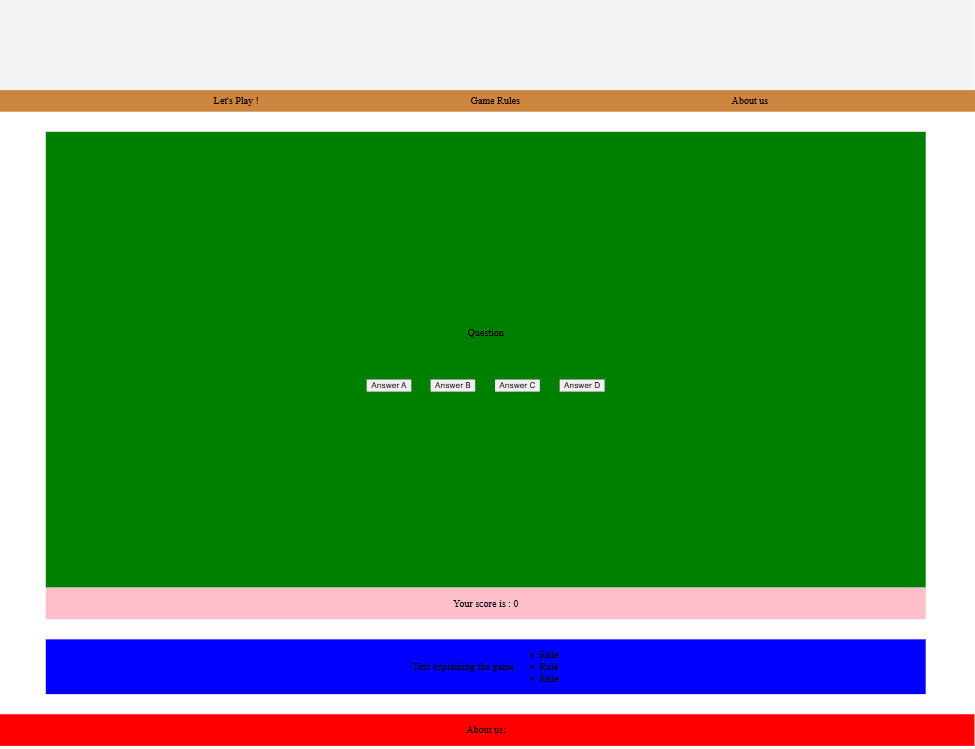 Let's Play !
Game Rules
About us
Question
Answer A
Answer B
Answer C
Answer D
Your score is : 0
Text explaining the game
Rule
Rule
Rule
About us: